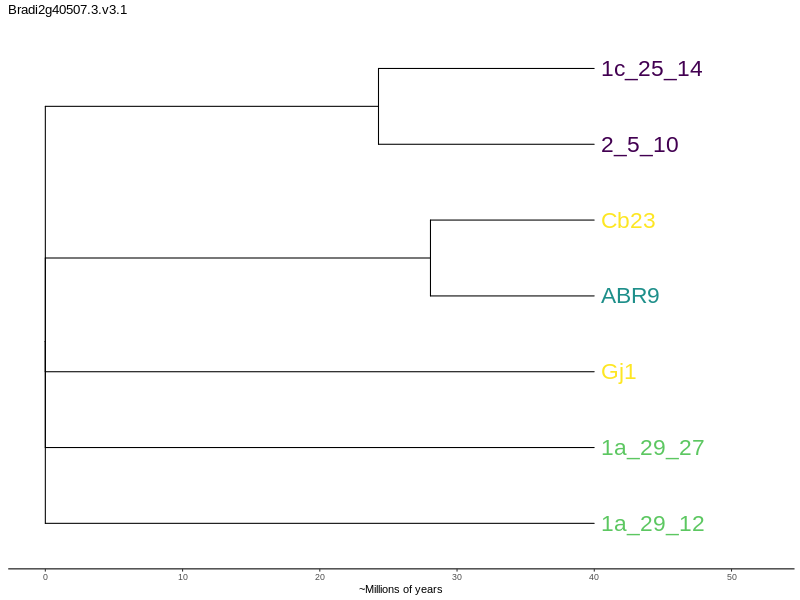 Bradi2g40507.3.v3.1
1c_25_14
2_5_10
Cb23
ABR9
Gj1
1a_29_27
1a_29_12
0 10 20 30 40 50
~Millions of years